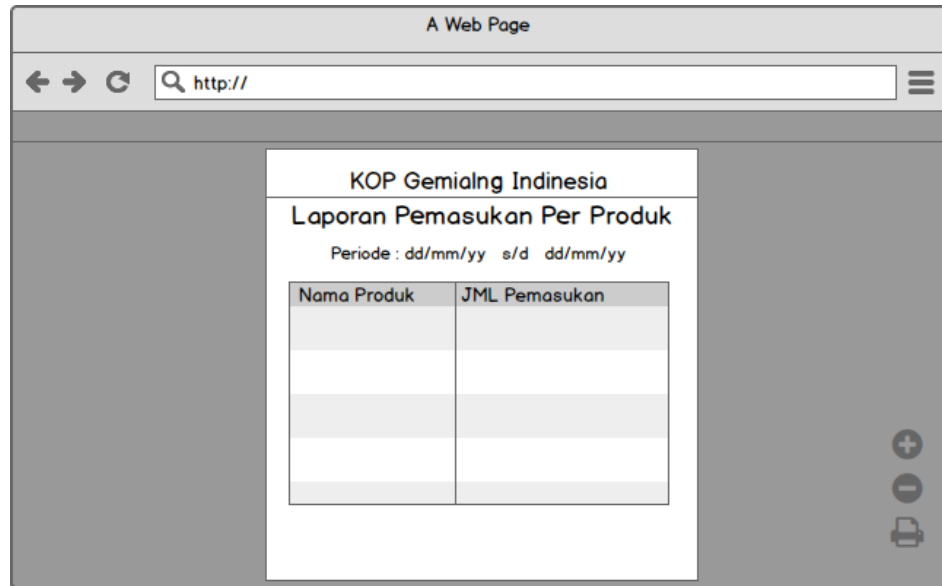 A Web Page
http://
KOP Gemialng Indinesia
Laporan Pemasukan Per Produk
Periode : dd/mm/yy s/d dd/mm/yy
Nama Produk JML Pemasukan